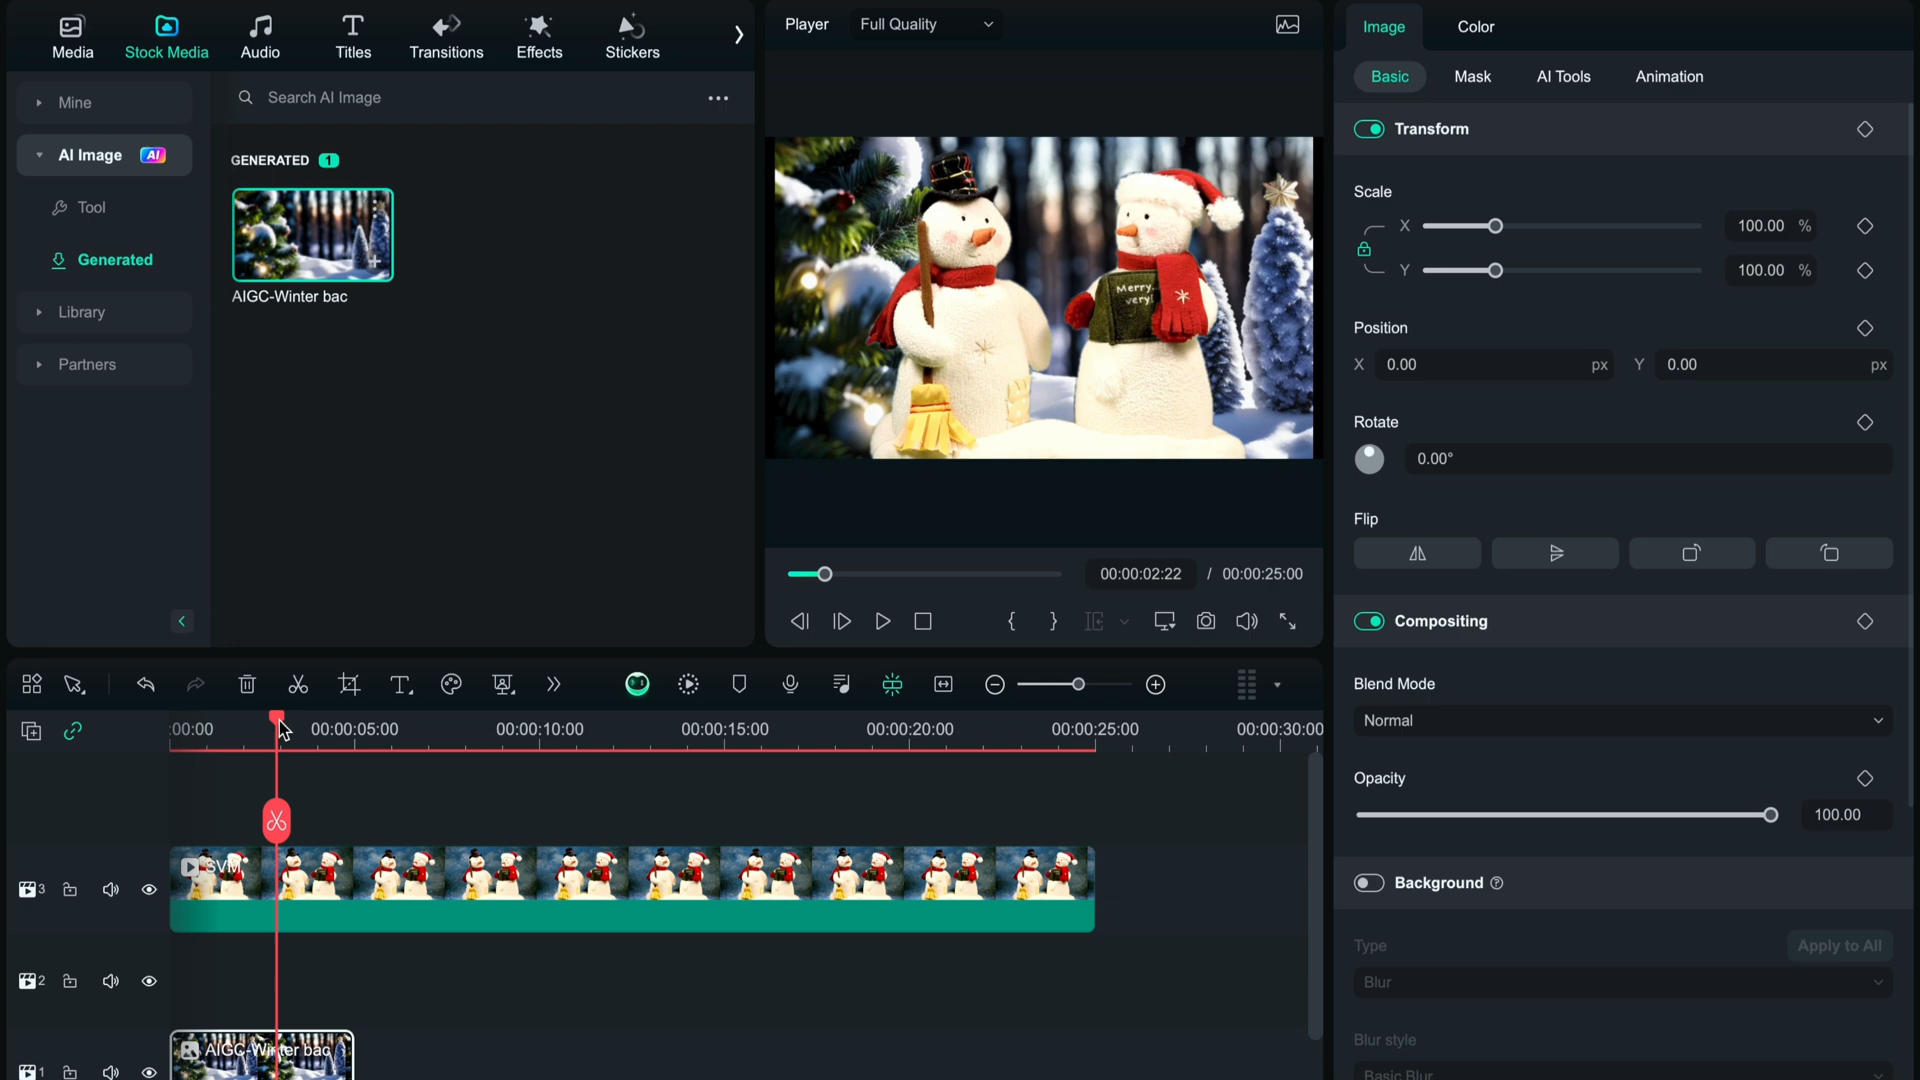 Media
Stock Media
Audio
Titles
Transitions
Effects
Stickers
Mine
AI Image AI
Tool
Generated
Library
Partners
Search AI Image
GENERATED 1
AIGC-Winter bac
Player
Full Quality
Merry..
very!
00:00:02:22 / 00:00:25:00
Image
Color
Basic
Mask
AI Tools
Animation
Transform
Scale
X 100.00 %
Y 100.00 %
Position
X 0.00 px Y 0.00 px
Rotate
0.00°
Flip
Compositing
Blend Mode
Normal
Opacity
100.00
Background
Type
Apply to All
Blur
Blur style
Basic Blur
:00:00
00:00:05:00
00:00:10:00
00:00:15:00
00:00:20:00
00:00:25:00
00:00:30:00
3
SVM
2
1
AIGC-Winter bac